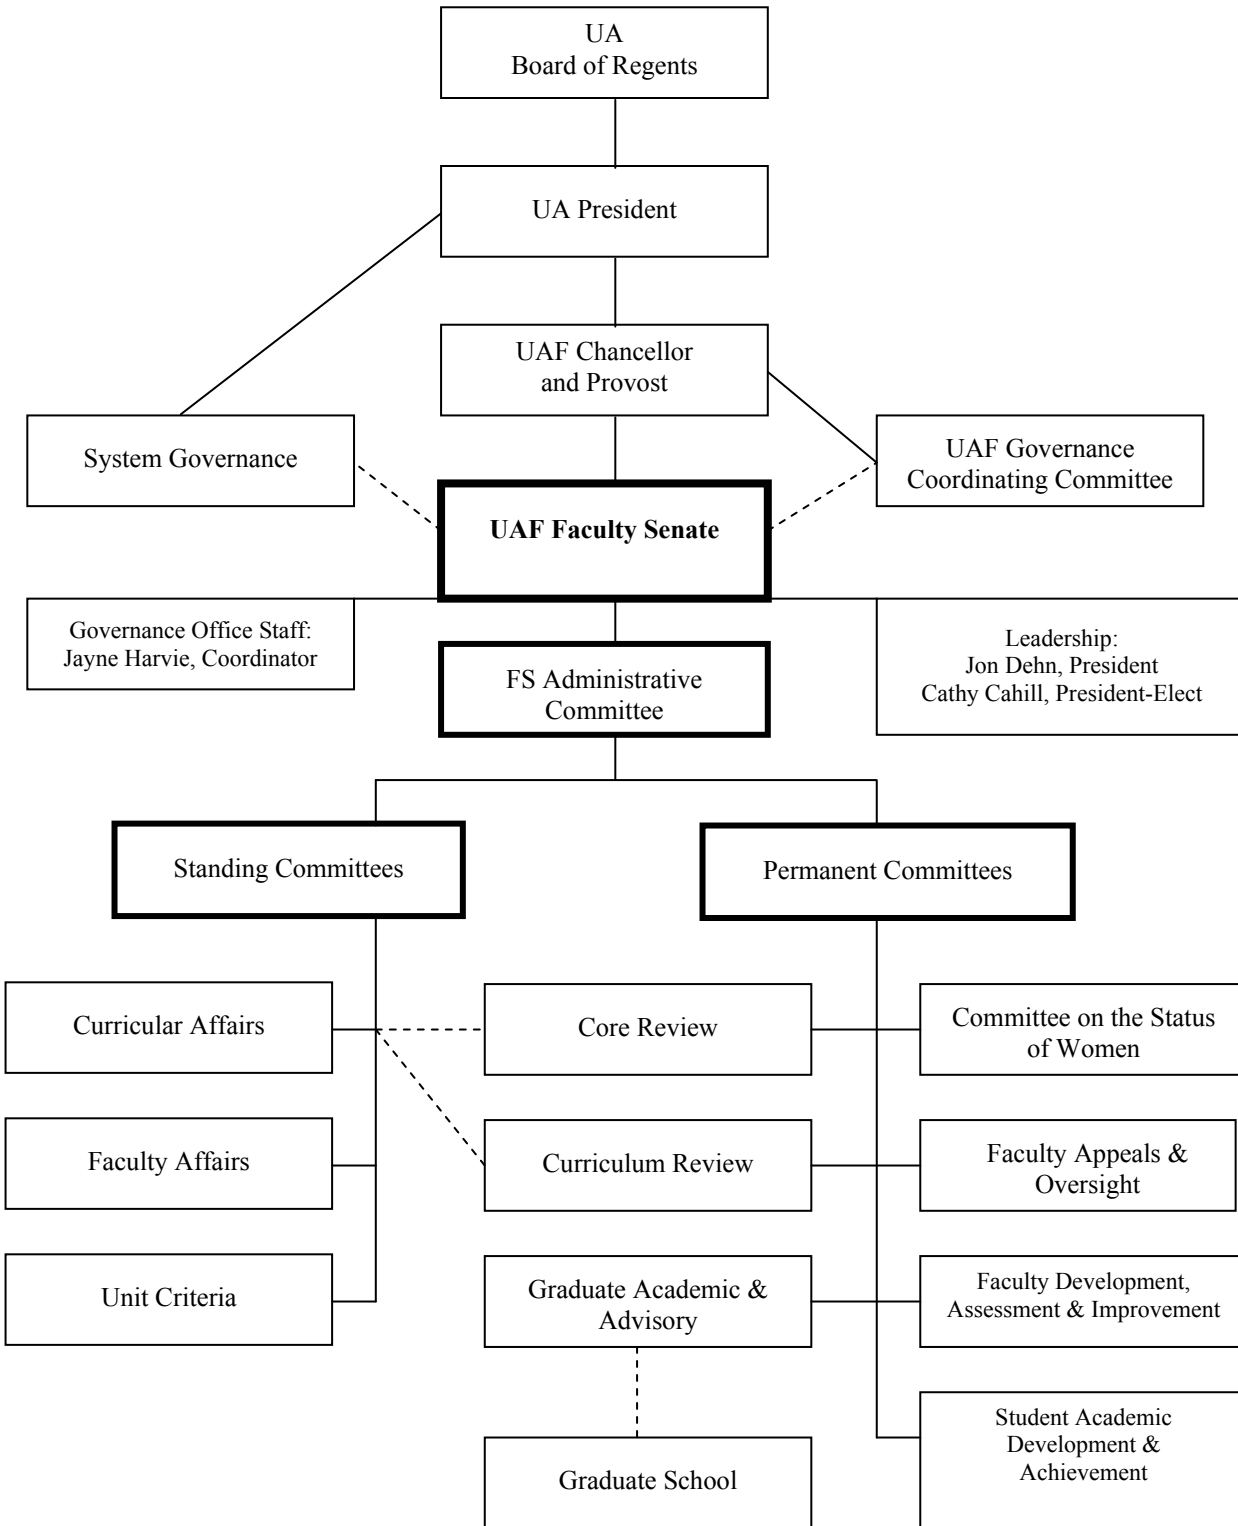 UA
Board of Regents
UA President
UAF Chancellor
and Provost
System Governance
UAF Governance
Coordinating Committee
UAF Faculty Senate
Governance Office Staff:
Jayne Harvie, Coordinator
Leadership:
Jon Dehn, President
Cathy Cahill, President-Elect
FS Administrative
Committee
Standing Committees
Permanent Committees
Curricular Affairs
Core Review
Committee on the Status
of Women
Faculty Affairs
Curriculum Review
Faculty Appeals &
Oversight
Unit Criteria
Graduate Academic &
Advisory
Faculty Development,
Assessment & Improvement
Graduate School
Student Academic
Development &
Achievement